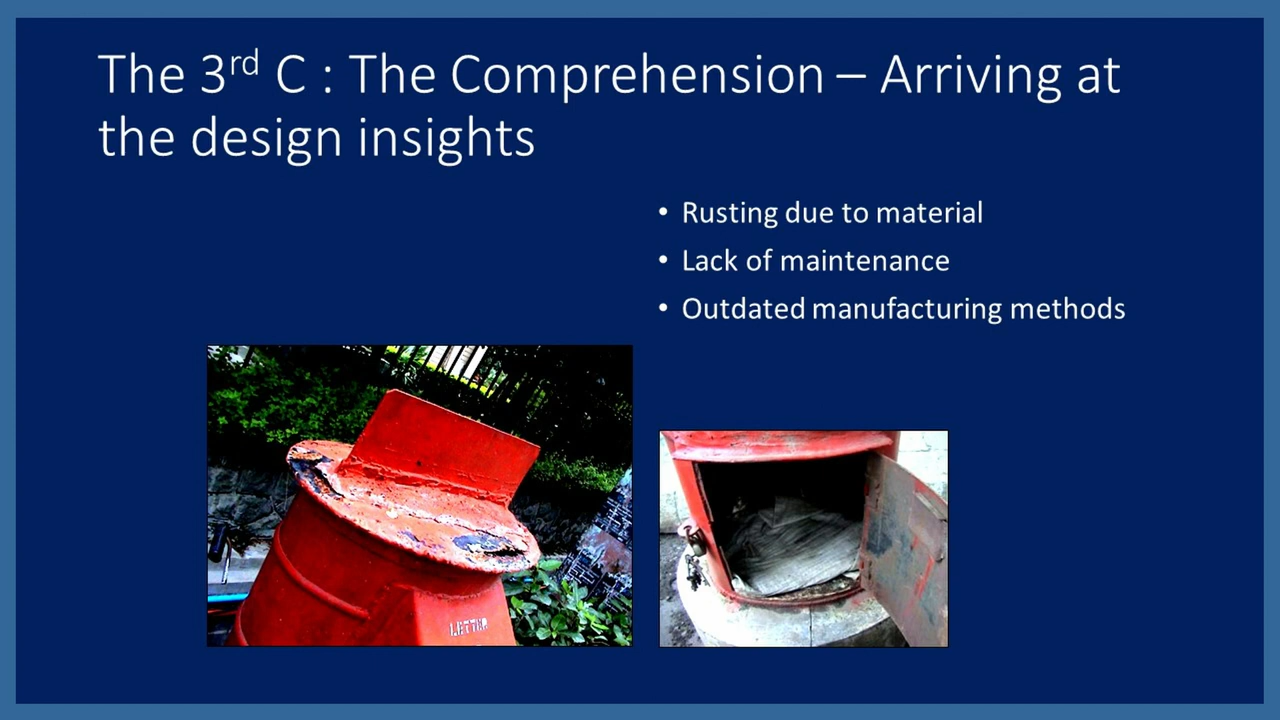 The 3rd C : The Comprehension – Arriving at
the design insights
• Rusting due to material
• Lack of maintenance
• Outdated manufacturing methods
LETTER